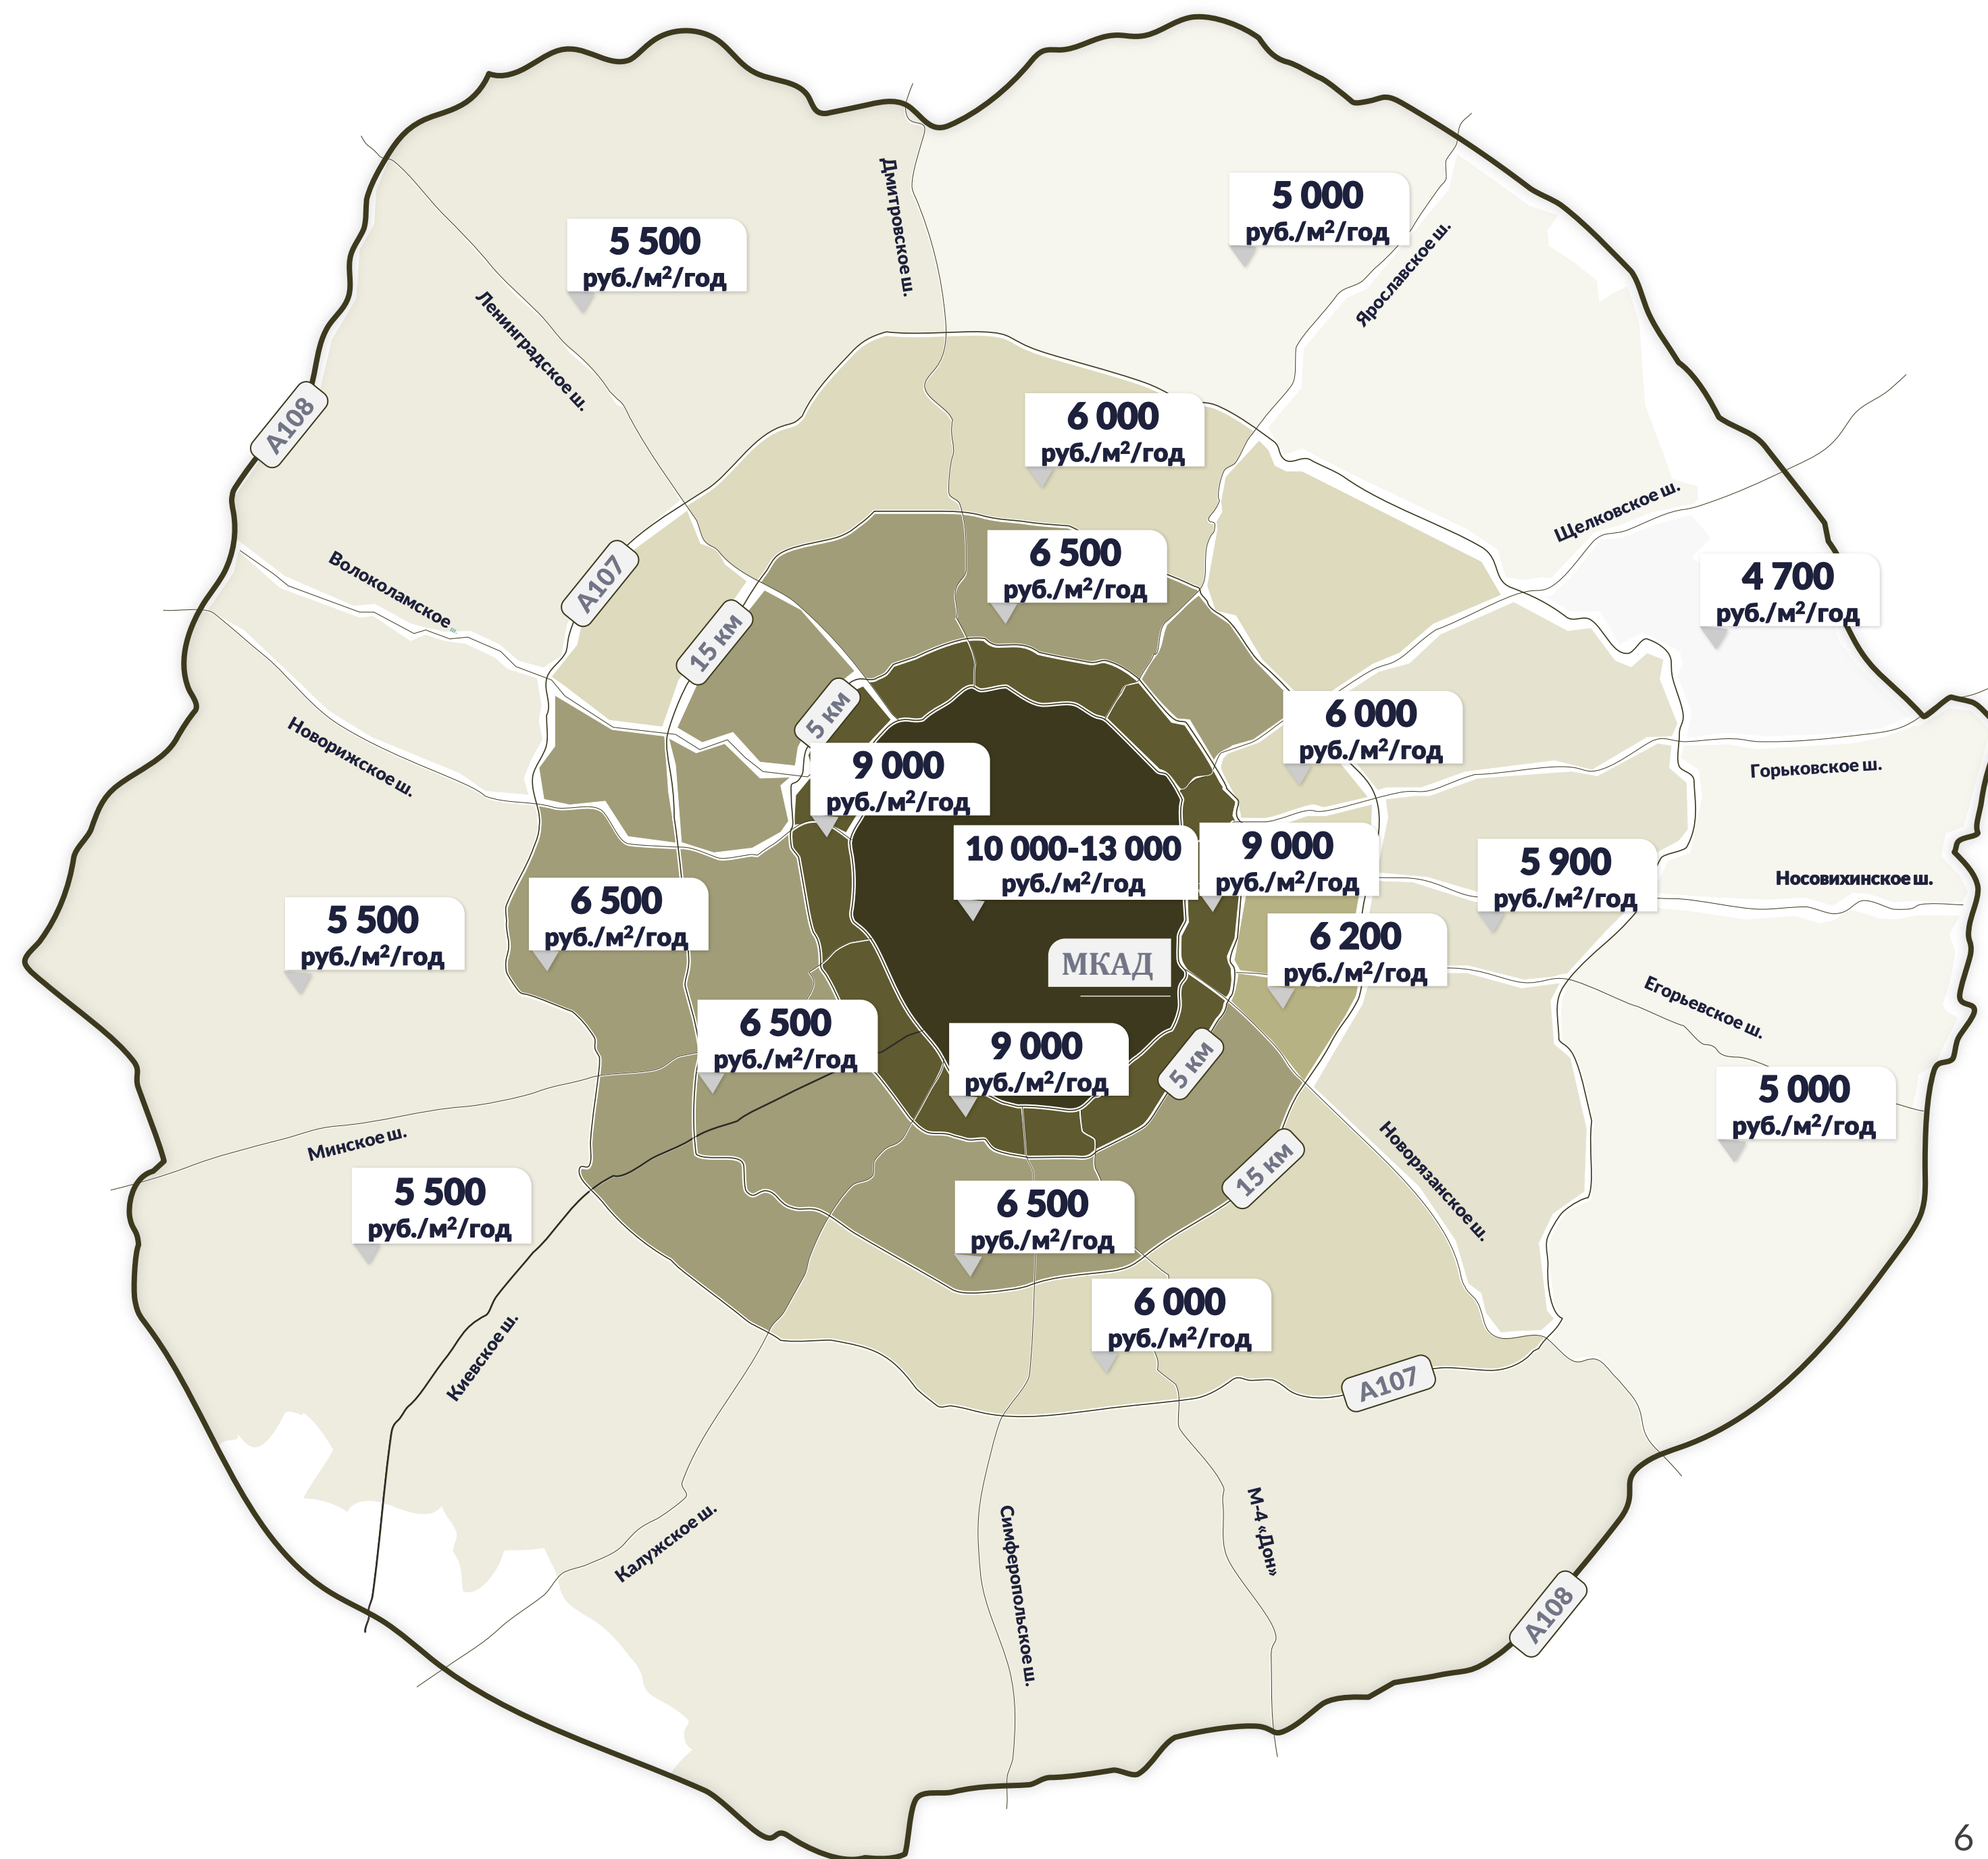 Дмитровское ш.
5 000
руб./м²/год
5 500
руб./м²/год
Ярославское ш.
Ленинградское ш.
А108
6 000
руб./м²/год
Щелковское ш.
6 500
руб./м²/год
А107
4 700
руб./м²/год
Волоколамское ш.
15 км
5 км
6 000
руб./м²/год
Новорижское ш.
9 000
руб./м²/год
Горьковское ш.
10 000-13 000
руб./м²/год
9 000
руб./м²/год
5 900
руб./м²/год
Носовихинское ш.
6 500
руб./м²/год
5 500
руб./м²/год
6 200
руб./м²/год
МКАД
Егорьевское ш.
6 500
руб./м²/год
9 000
руб./м²/год
5 км
5 000
руб./м²/год
Минское ш.
15 км
Новорязанское ш.
5 500
руб./м²/год
6 500
руб./м²/год
6 000
руб./м²/год
Киевское ш.
А107
Калужское ш.
Симферопольское ш.
М-4 «Дон»
А108
6